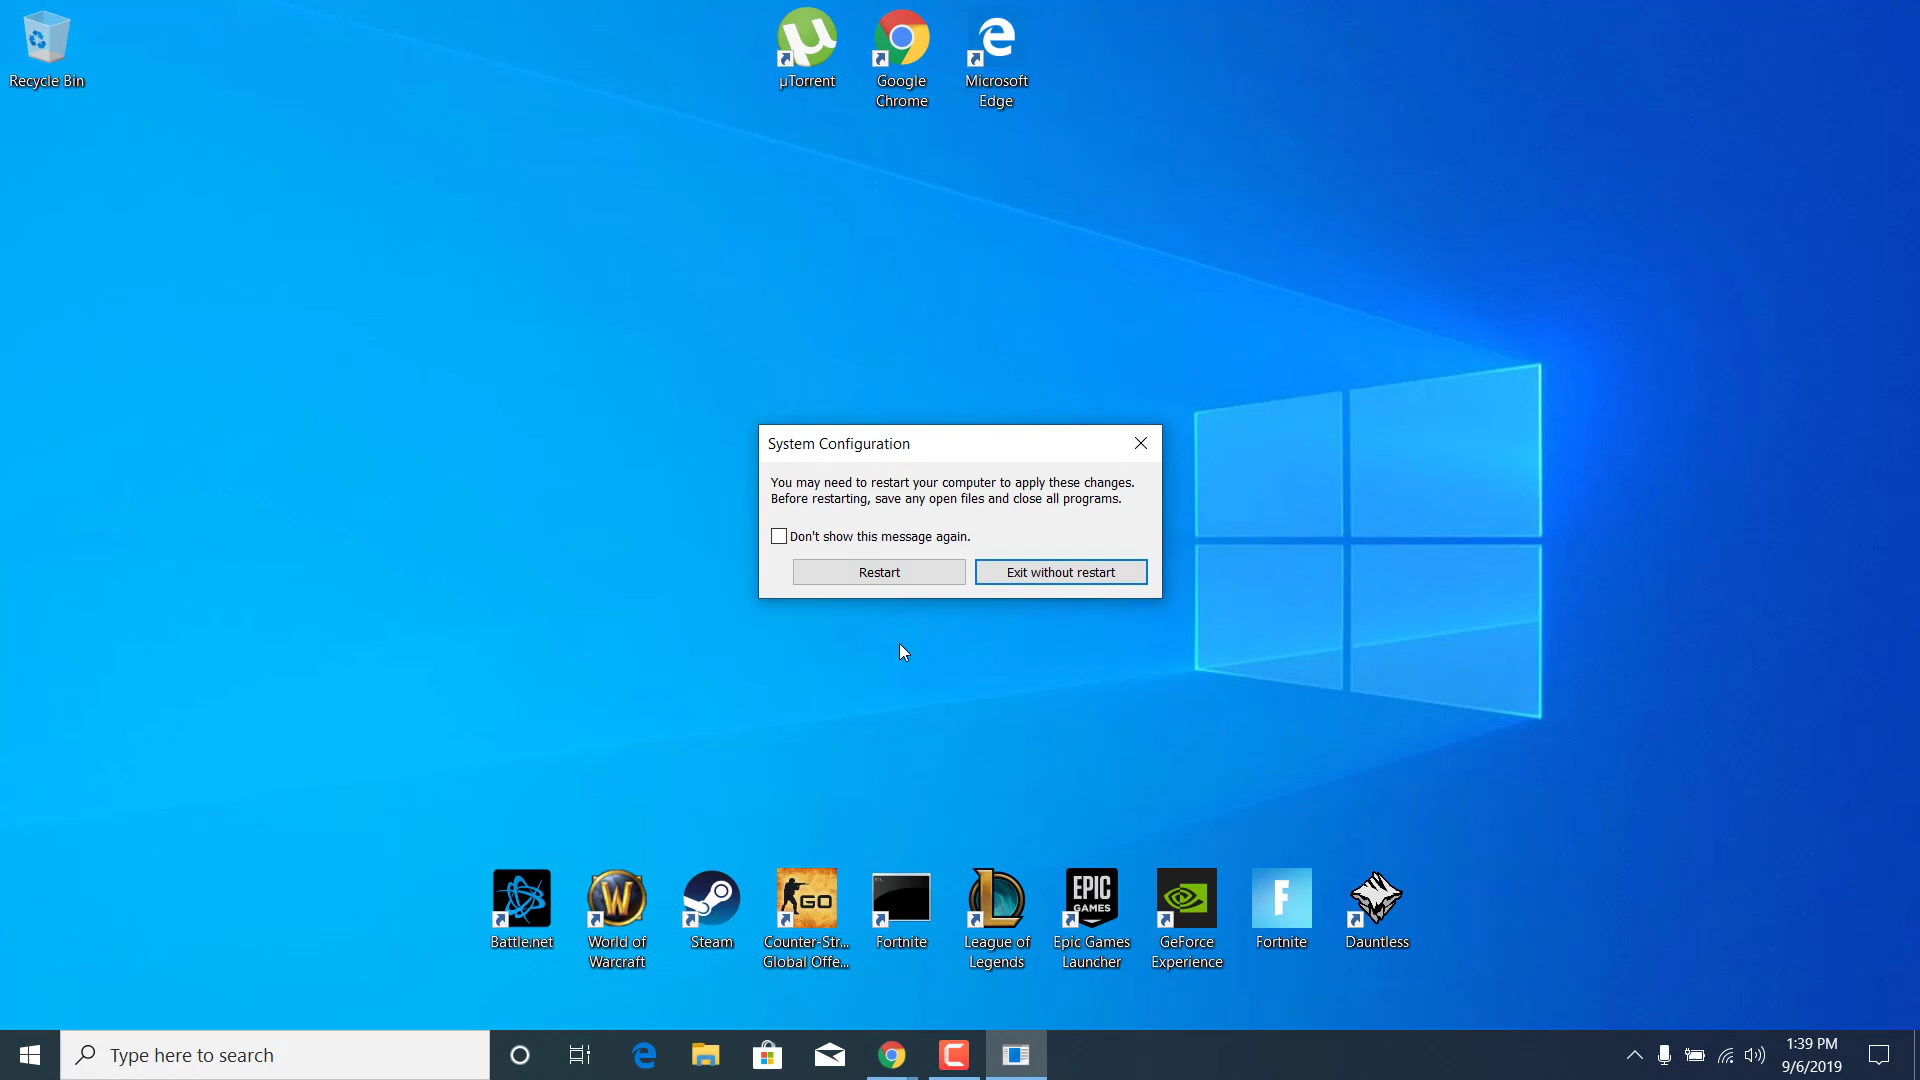 Recycle Bin
µTorrent
Google
Chrome
Microsoft
Edge
System Configuration
You may need to restart your computer to apply these changes.
Before restarting, save any open files and close all programs.
Don't show this message again.
Restart
Exit without restart
W
GO
EPIC
GAMES
F
Battle.net
World of
Warcraft
Steam
Counter-Str...
Global Offe...
Fortnite
League of
Legends
Epic Games
Launcher
GeForce
Experience
Fortnite
Dauntless
Type here to search
1:39 PM
9/6/2019